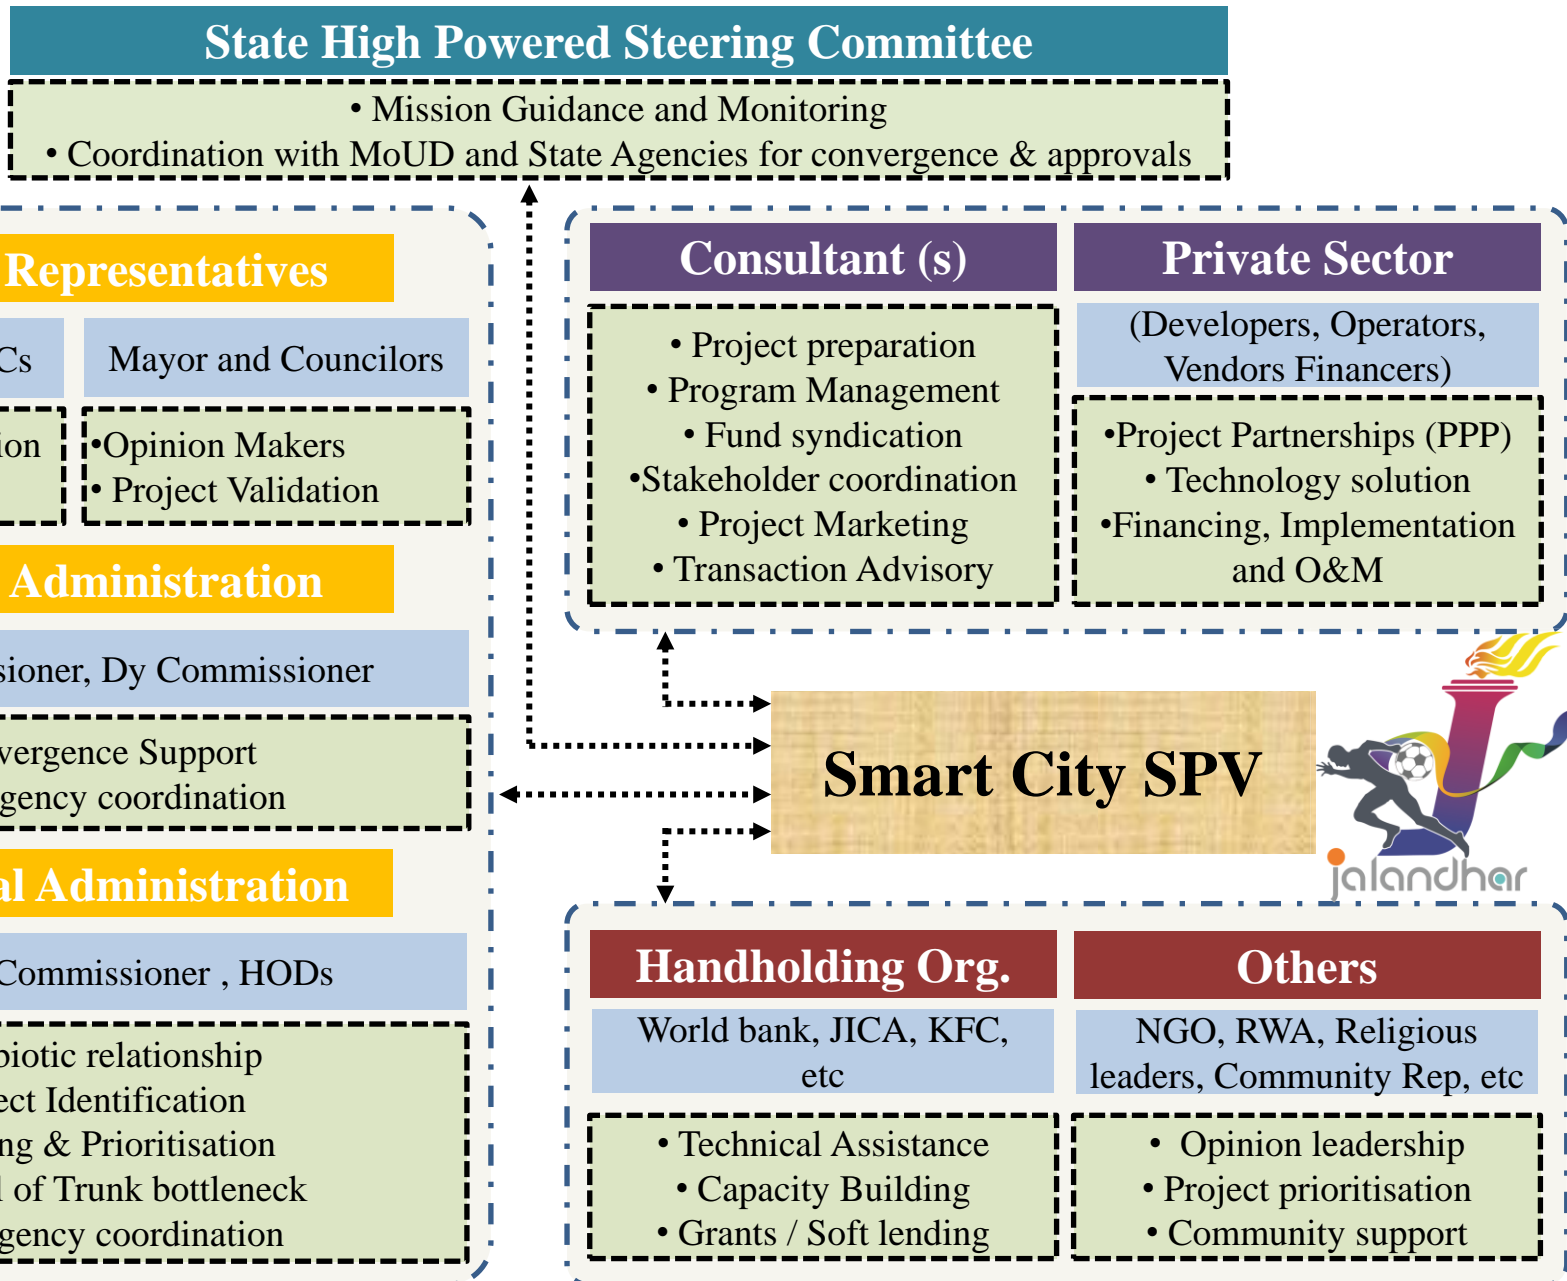 State High Powered Steering Committee
• Mission Guidance and Monitoring
• Coordination with MoUD and State Agencies for convergence & approvals
Representatives
Cs
Mayor and Councilors
ion
•Opinion Makers
• Project Validation
Administration
sioner, Dy Commissioner
vergence Support
gency coordination
al Administration
Commissioner , HODs
biotic relationship
ect Identification
ng & Prioritisation
l of Trunk bottleneck
gency coordination
Consultant (s)
• Project preparation
• Program Management
• Fund syndication
•Stakeholder coordination
• Project Marketing
• Transaction Advisory
Private Sector
(Developers, Operators,
Vendors Financers)
•Project Partnerships (PPP)
• Technology solution
•Financing, Implementation
and O&M
Smart City SPV
jalandhar
Handholding Org.
World bank, JICA, KFC,
etc
• Technical Assistance
• Capacity Building
• Grants / Soft lending
Others
NGO, RWA, Religious
leaders, Community Rep, etc
• Opinion leadership
• Project prioritisation
• Community support